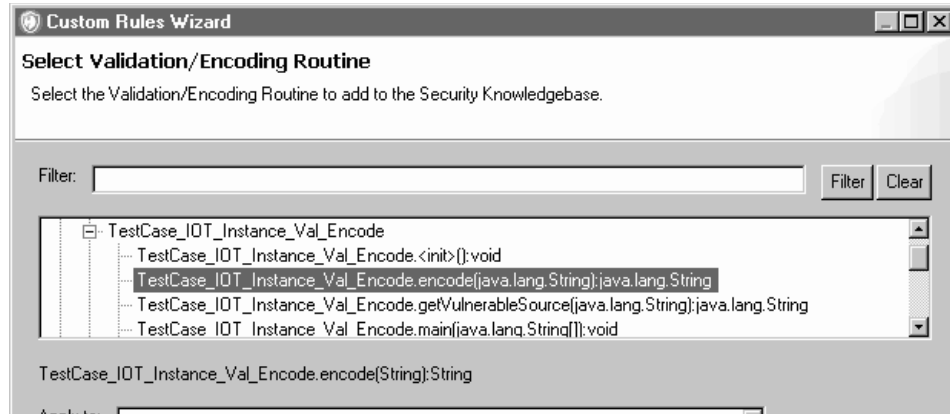 Custom Rules Wizard
Select Validation/Encoding Routine
Select the Validation/Encoding Routine to add to the Security Knowledgebase.
Filter:
Filter
Clear
TestCase_IOT_Instance_Val_Encode
TestCase_IOT_Instance_Val_Encode.<init>():void
TestCase_IOT_Instance_Val_Encode.encode(java.lang.String):java.lang.String
TestCase_IOT_Instance_Val_Encode.getVulnerableSource(java.lang.String):java.lang.String
TestCase_IOT_Instance_Val_Encode.main(java.lang.String[]):void
TestCase_IOT_Instance_Val_Encode.encode(String):String
Apply to: